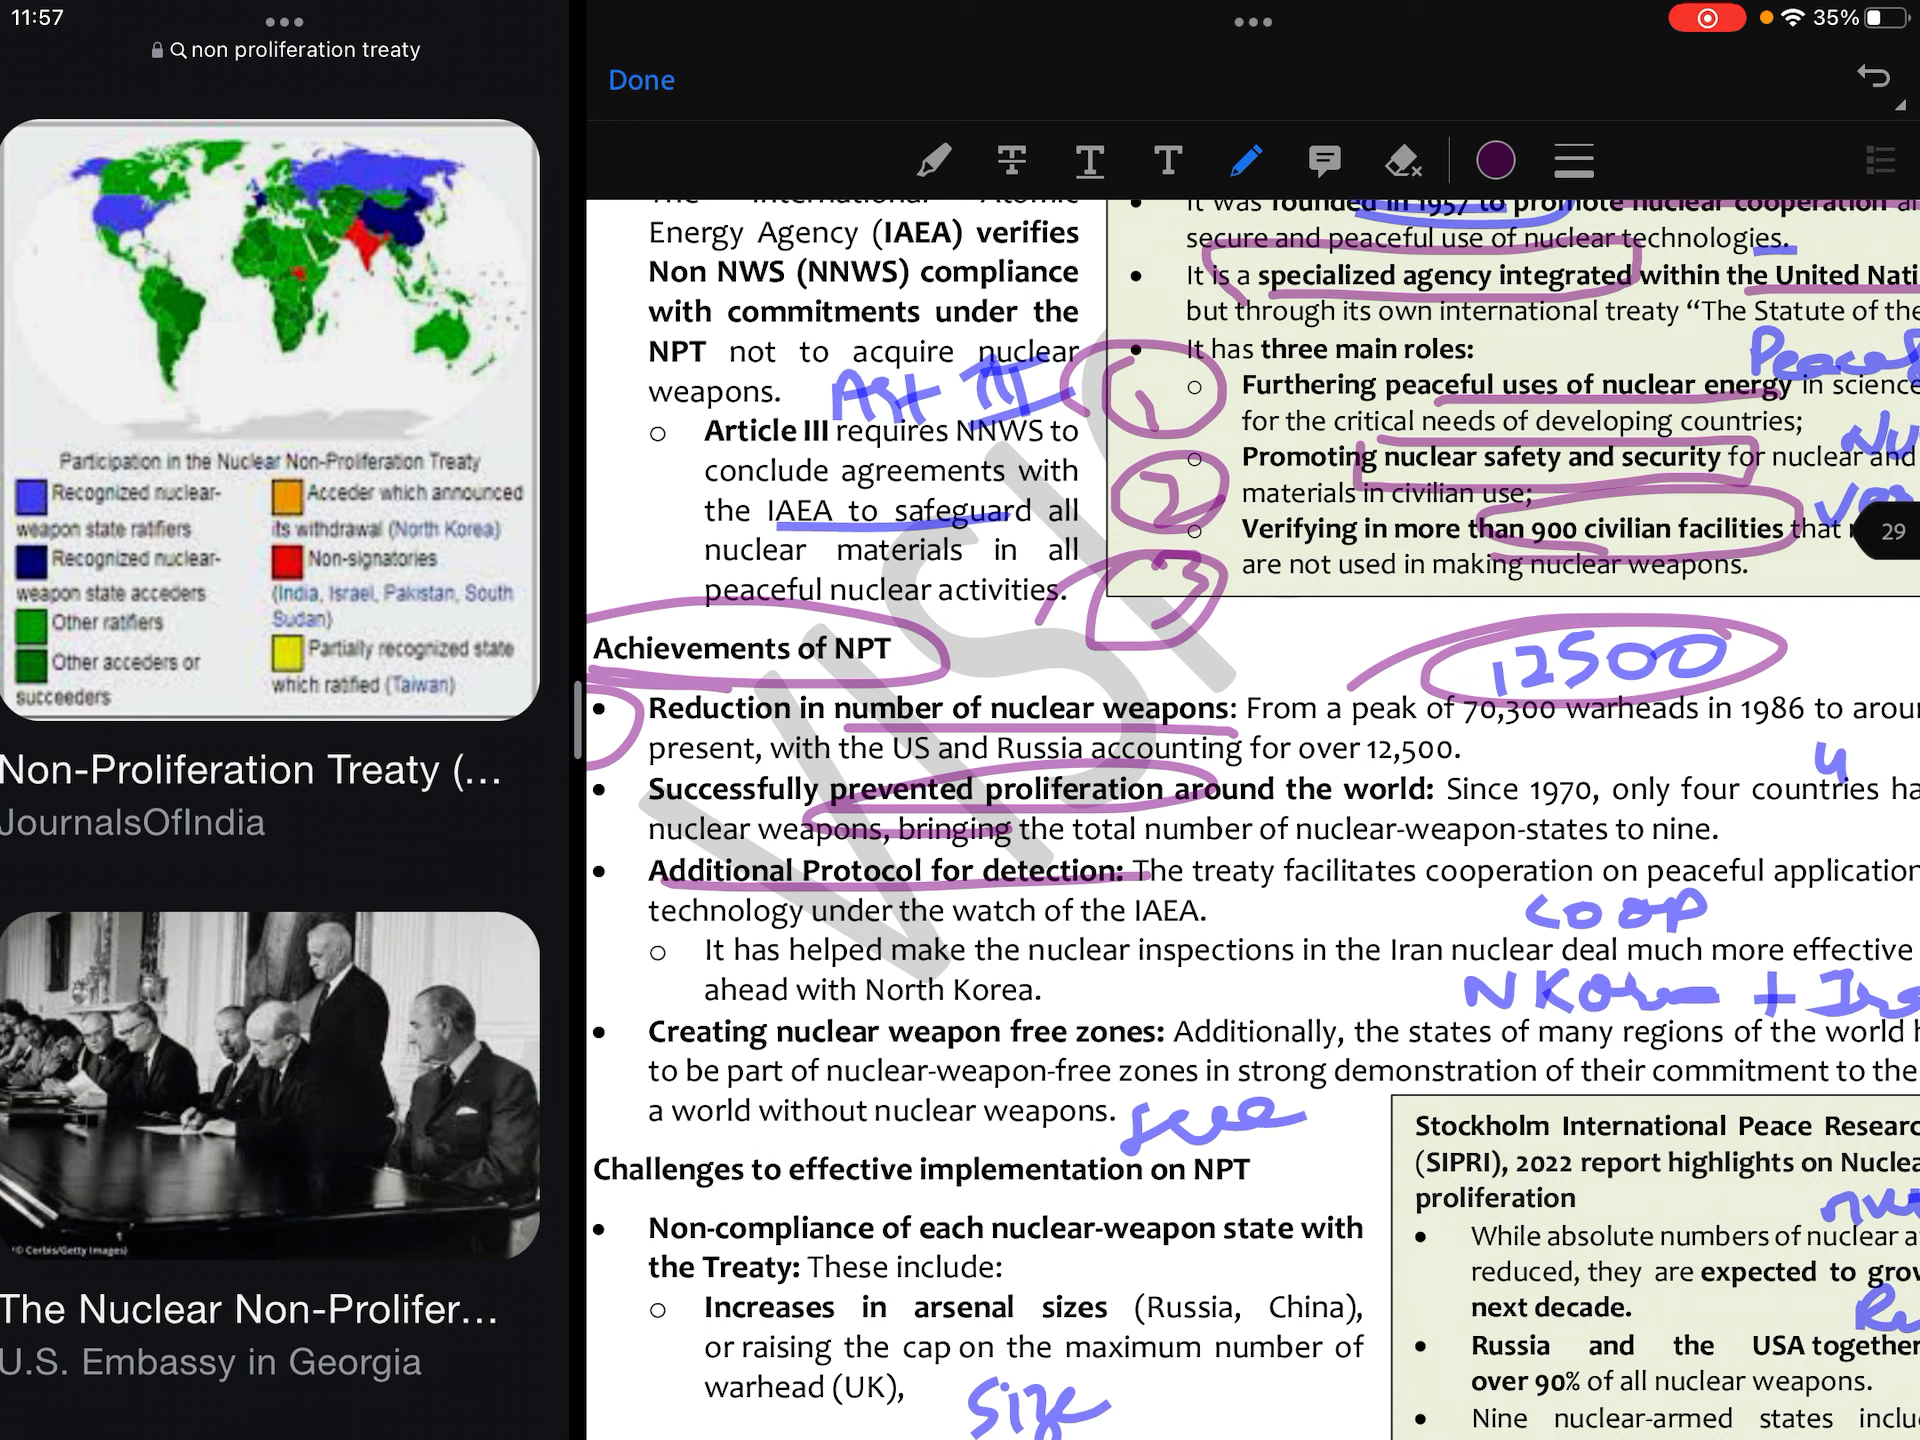 11:57
35%
non proliferation treaty
Participation in the Nuclear Non-Proliferation Treaty
Recognized nuclear-
weapon state ratifiers
Recognized nuclear-
weapon state acceders
Other ratifiers
Other acceders or
succeeders
Acceder which announced
its withdrawal (North Korea)
Non-signatories
(India, Israel, Pakistan, South
Sudan)
Partially recognized state
which ratified (Taiwan)
Non-Proliferation Treaty (...
JournalsOfIndia
© Corbis/Getty Images)
The Nuclear Non-Prolifer...
U.S. Embassy in Georgia
Done
The International Atomic
Energy Agency (IAEA) verifies
Non NWS (NNWS) compliance
with commitments under the
NPT not to acquire nuclear
weapons.
Art III
Article III requires NNWS to
conclude agreements with
the IAEA to safeguard all
nuclear materials in all
peaceful nuclear activities.
It was founded in 1957 to promote nuclear cooperation
secure and peaceful use of nuclear technologies.
It is a specialized agency integrated within the United Nati
but through its own international treaty “The Statute of the
It has three main roles:
Furthering peaceful uses of nuclear energy in science
for the critical needs of developing countries;
Promoting nuclear safety and security for nuclear and
materials in civilian use;
Verifying in more than 900 civilian facilities that
are not used in making nuclear weapons.
1
2
3
29
Achievements of NPT
12500
Reduction in number of nuclear weapons: From a peak of 70,300 warheads in 1986 to arou
present, with the US and Russia accounting for over 12,500.
4
Successfully prevented proliferation around the world: Since 1970, only four countries ha
nuclear weapons, bringing the total number of nuclear-weapon-states to nine.
Additional Protocol for detection: The treaty facilitates cooperation on peaceful application
technology under the watch of the IAEA.
coop
It has helped make the nuclear inspections in the Iran nuclear deal much more effective
ahead with North Korea.
N Korea +
Creating nuclear weapon free zones: Additionally, the states of many regions of the world h
to be part of nuclear-weapon-free zones in strong demonstration of their commitment to the
a world without nuclear weapons.
Challenges to effective implementation on NPT
Non-compliance of each nuclear-weapon state with
the Treaty: These include:
Increases in arsenal sizes (Russia, China),
or raising the cap on the maximum number of
warhead (UK),
size
Stockholm International Peace Researc
(SIPRI), 2022 report highlights on Nuclea
proliferation
While absolute numbers of nuclear a
reduced, they are expected to grov
next decade.
Russia and the USA together
over 90% of all nuclear weapons.
Nine nuclear-armed states inclu